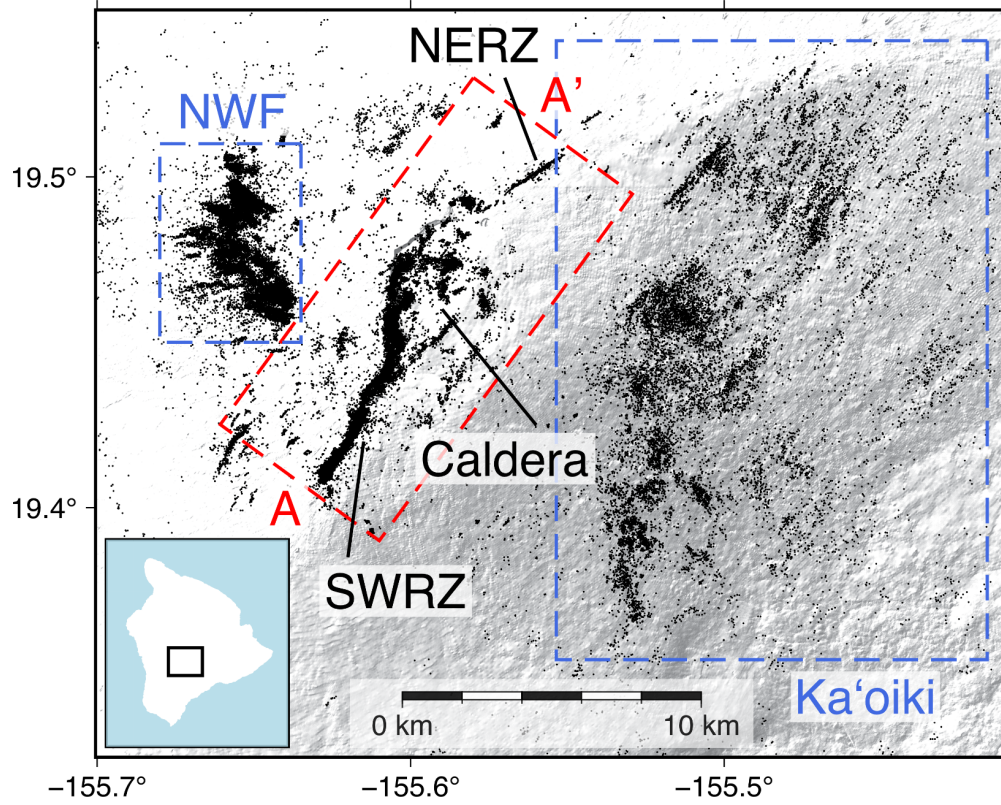 NERZ
A’
NWF
19.5°
Caldera
A
19.4°
SWRZ
Ka‘oiki
0 km
10 km
−155.7°
−155.6°
−155.5°